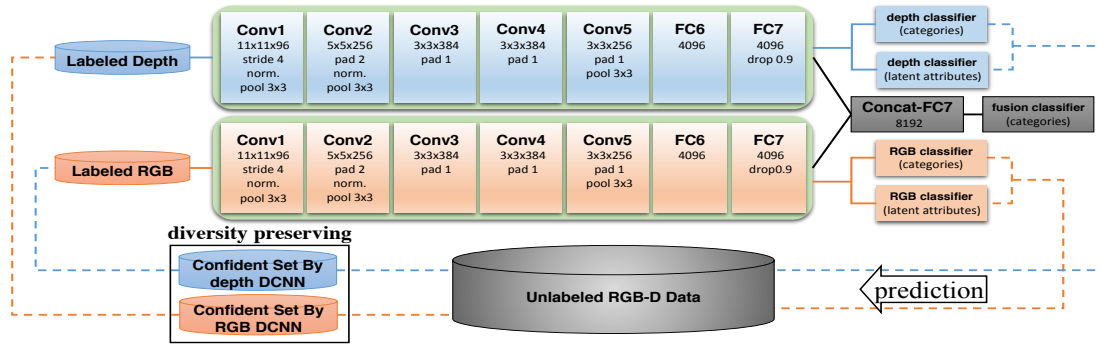 Labeled Depth
Conv1
11x11x96
stride 4
norm.
pool 3x3
Conv2
5x5x256
pad 2
norm.
pool 3x3
Conv3
3x3x384
pad 1
Conv4
3x3x384
pad 1
Conv5
3x3x256
pad 1
pool 3x3
FC6
4096
FC7
4096
drop 0.9
depth classifier
(categories)
depth classifier
(latent attributes)
Concat-FC7
8192
fusion classifier
(categories)
Labeled RGB
Conv1
11x11x96
stride 4
norm.
pool 3x3
Conv2
5x5x256
pad 2
norm.
pool 3x3
Conv3
3x3x384
pad 1
Conv4
3x3x384
pad 1
Conv5
3x3x256
pad 1
pool 3x3
FC6
4096
FC7
4096
drop0.9
RGB classifier
(categories)
RGB classifier
(latent attributes)
diversity preserving
Confident Set By
depth DCNN
Confident Set By
RGB DCNN
Unlabeled RGB-D Data
prediction